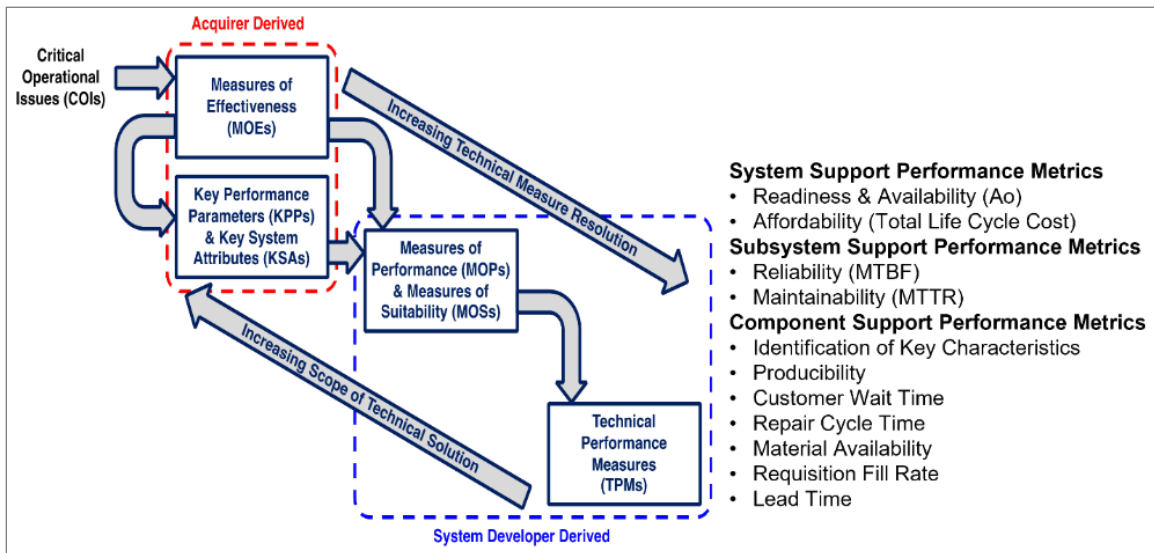 Acquirer Derived
Critical
Operational
Issues (COIs)
Measures of
Effectiveness
(MOEs)
Key Performance
Parameters (KPPs)
& Key System
Attributes (KSAs)
Increasing Technical Measure Resolution
Measures of
Performance (MOPs)
& Measures of
Suitability (MOSs)
Increasing Scope of Technical Solution
Technical
Performance
Measures
(TPMs)
System Developer Derived
System Support Performance Metrics
• Readiness & Availability (Ao)
• Affordability (Total Life Cycle Cost)
Subsystem Support Performance Metrics
• Reliability (MTBF)
• Maintainability (MTTR)
Component Support Performance Metrics
• Identification of Key Characteristics
• Producibility
• Customer Wait Time
• Repair Cycle Time
• Material Availability
• Requisition Fill Rate
• Lead Time